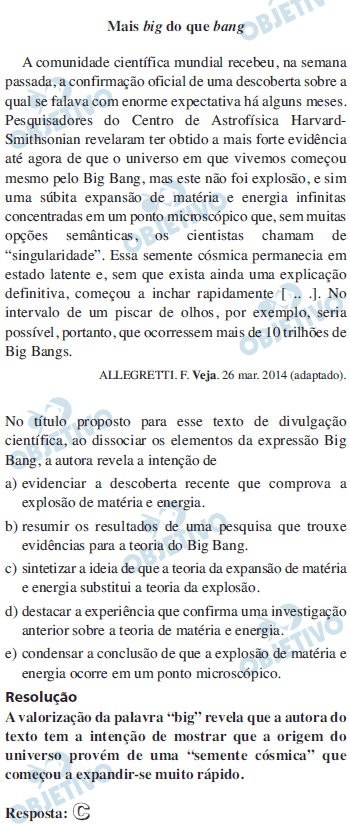 Mais big do que bang
A comunidade científica mundial recebeu, na semana
passada, a confirmação oficial de uma descoberta sobre a
qual se falava com enorme expectativa há alguns meses.
Pesquisadores do Centro de Astrofísica Harvard-
Smithsonian revelaram ter obtido a mais forte evidência
até agora de que o universo em que vivemos começou
mesmo pelo Big Bang, mas este não foi explosão, e sim
uma súbita expansão de matéria e energia infinitas
concentradas em um ponto microscópico que, sem muitas
opções semânticas, os cientistas chamam de
“singularidade”. Essa semente cósmica permanecia em
estado latente e, sem que exista ainda uma explicação
definitiva, começou a inchar rapidamente [ .. .]. No
intervalo de um piscar de olhos, por exemplo, seria
possível, portanto, que ocorressem mais de 10 trilhões de
Big Bangs.
ALLEGRETTI. F. Veja. 26 mar. 2014 (adaptado).
No título proposto para esse texto de divulgação
científica, ao dissociar os elementos da expressão Big
Bang, a autora revela a intenção de
a) evidenciar a descoberta recente que comprova a
explosão de matéria e energia.
b) resumir os resultados de uma pesquisa que trouxe
evidências para a teoria do Big Bang.
c) sintetizar a ideia de que a teoria da expansão de matéria
e energia substitui a teoria da explosão.
d) destacar a experiência que confirma uma investigação
anterior sobre a teoria de matéria e energia.
e) condensar a conclusão de que a explosão de matéria e
energia ocorre em um ponto microscópico.
Resolução
A valorização da palavra “big” revela que a autora do
texto tem a intenção de mostrar que a origem do
universo provém de uma “semente cósmica” que
começou a expandir-se muito rápido.
Resposta: C
OBJETIVO
OBJETIVO
OBJETIVO
OBJETIVO
OBJETIVO
OBJETIVO
OBJETIVO
OBJETIVO
OBJETIVO